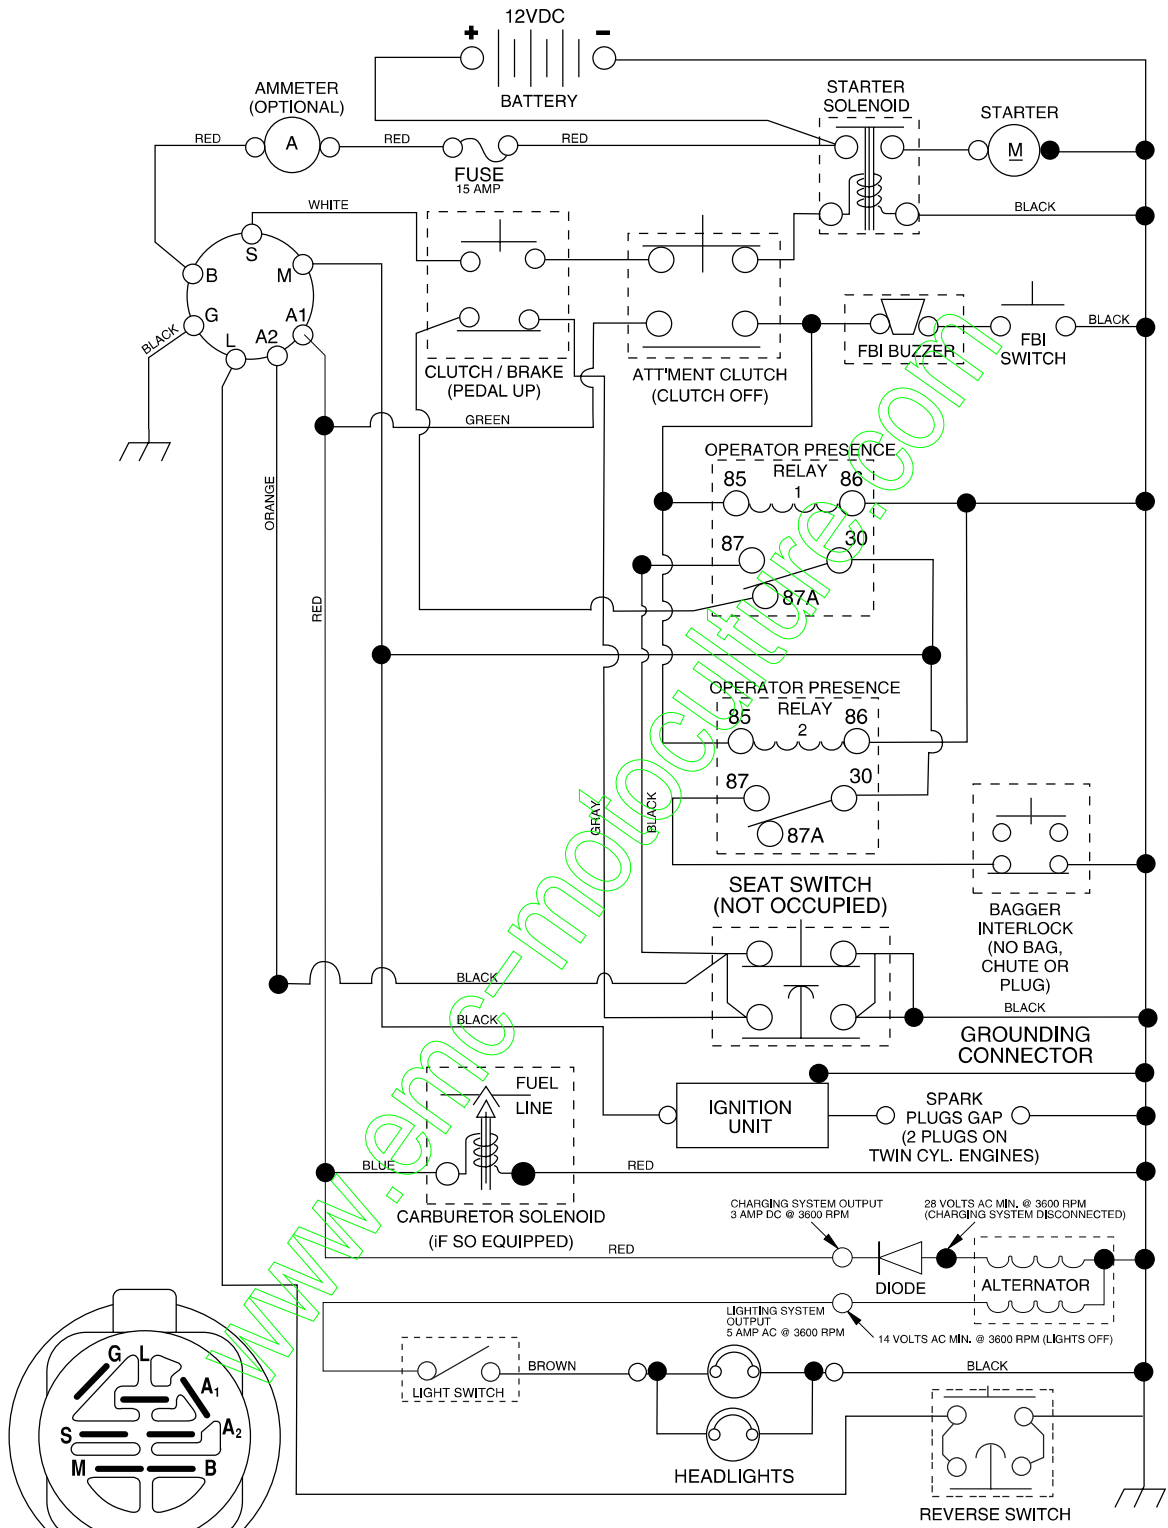 12VDC
+
−
BATTERY
AMMETER
(OPTIONAL)
STARTER
SOLENOID
STARTER
RED
A
RED
RED
M
FUSE
15 AMP
WHITE
BLACK
S
B
M
G
A1
L
A2
BLACK
BLACK
FBI BUZZER
FBI
SWITCH
CLUTCH / BRAKE
(PEDAL UP)
ATT'MENT CLUTCH
(CLUTCH OFF)
GREEN
OPERATOR PRESENCE
RELAY
1
85
86
ORANGE
87
30
87A
RED
OPERATOR PRESENCE
RELAY
2
85
86
87
30
87A
GRAY
BLACK
SEAT SWITCH
(NOT OCCUPIED)
BAGGER
INTERLOCK
(NO BAG,
CHUTE OR
PLUG)
BLACK
BLACK
BLACK
GROUNDING
CONNECTOR
FUEL
LINE
IGNITION
UNIT
SPARK
PLUGS GAP
(2 PLUGS ON
TWIN CYL. ENGINES)
BLUE
RED
CARBURETOR SOLENOID
(iF SO EQUIPPED)
CHARGING SYSTEM OUTPUT
3 AMP DC @ 3600 RPM
28 VOLTS AC MIN. @ 3600 RPM
(CHARGING SYSTEM DISCONNECTED)
RED
DIODE
ALTERNATOR
LIGHTING SYSTEM
OUTPUT
5 AMP AC @ 3600 RPM
14 VOLTS AC MIN. @ 3600 RPM (LIGHTS OFF)
LIGHT SWITCH
BROWN
BLACK
HEADLIGHTS
REVERSE SWITCH
G
L
A1
A2
S
M
B
www.emc-motoculture.com